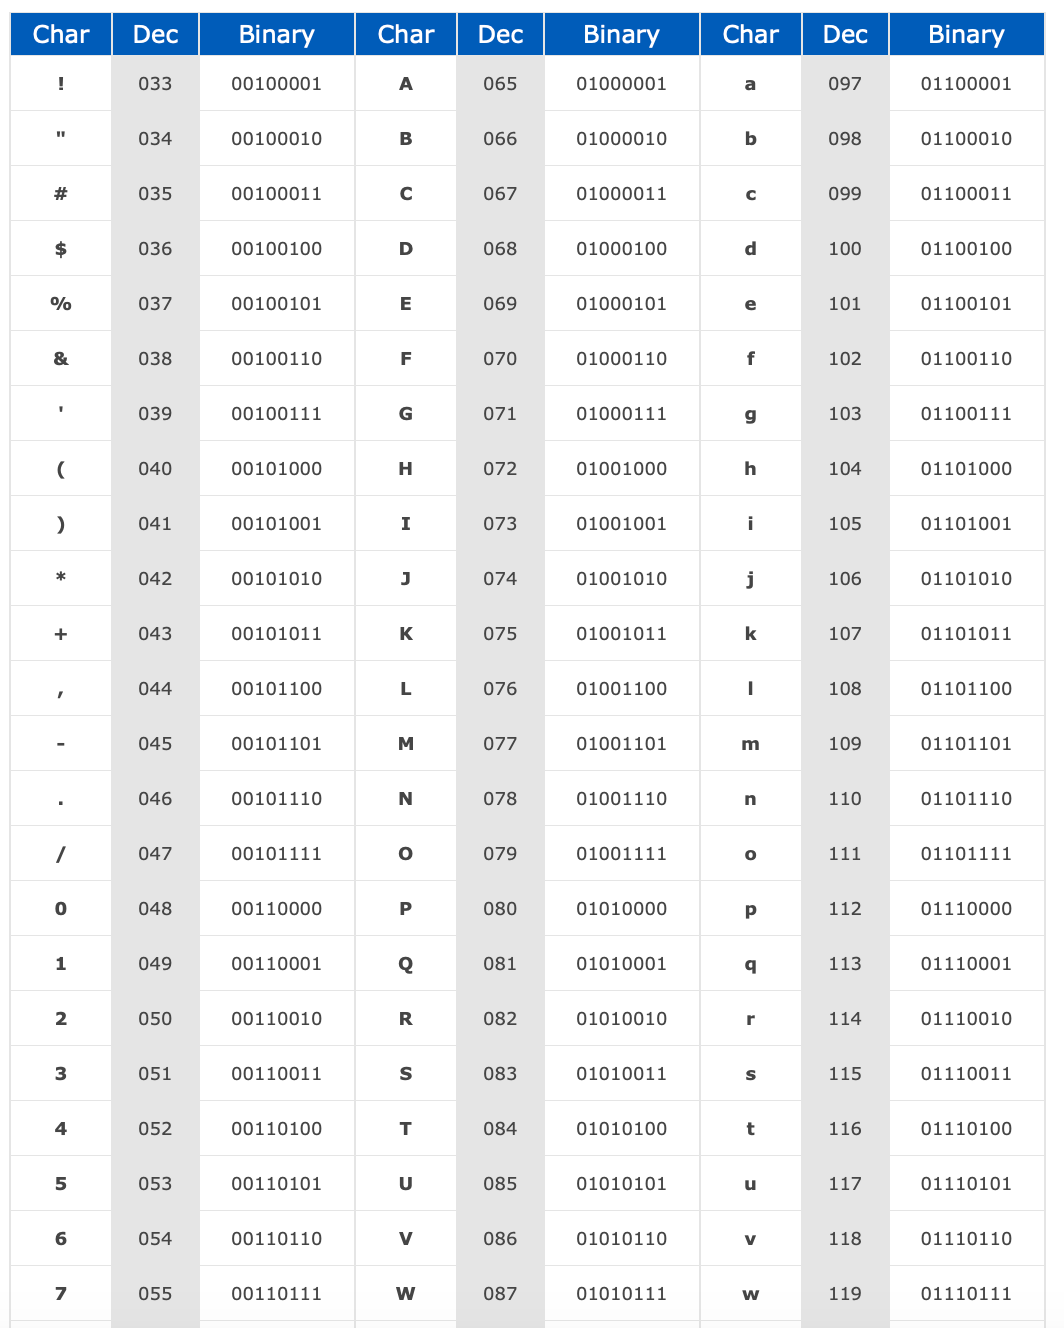 Char Dec Binary Char Dec Binary Char Dec Binary
! 033 00100001 A 065 01000001 a 097 01100001
" 034 00100010 B 066 01000010 b 098 01100010
# 035 00100011 C 067 01000011 c 099 01100011
$ 036 00100100 D 068 01000100 d 100 01100100
% 037 00100101 E 069 01000101 e 101 01100101
& 038 00100110 F 070 01000110 f 102 01100110
' 039 00100111 G 071 01000111 g 103 01100111
( 040 00101000 H 072 01001000 h 104 01101000
) 041 00101001 I 073 01001001 i 105 01101001
* 042 00101010 J 074 01001010 j 106 01101010
+ 043 00101011 K 075 01001011 k 107 01101011
, 044 00101100 L 076 01001100 l 108 01101100
- 045 00101101 M 077 01001101 m 109 01101101
. 046 00101110 N 078 01001110 n 110 01101110
/ 047 00101111 O 079 01001111 o 111 01101111
0 048 00110000 P 080 01010000 p 112 01110000
1 049 00110001 Q 081 01010001 q 113 01110001
2 050 00110010 R 082 01010010 r 114 01110010
3 051 00110011 S 083 01010011 s 115 01110011
4 052 00110100 T 084 01010100 t 116 01110100
5 053 00110101 U 085 01010101 u 117 01110101
6 054 00110110 V 086 01010110 v 118 01110110
7 055 00110111 W 087 01010111 w 119 01110111